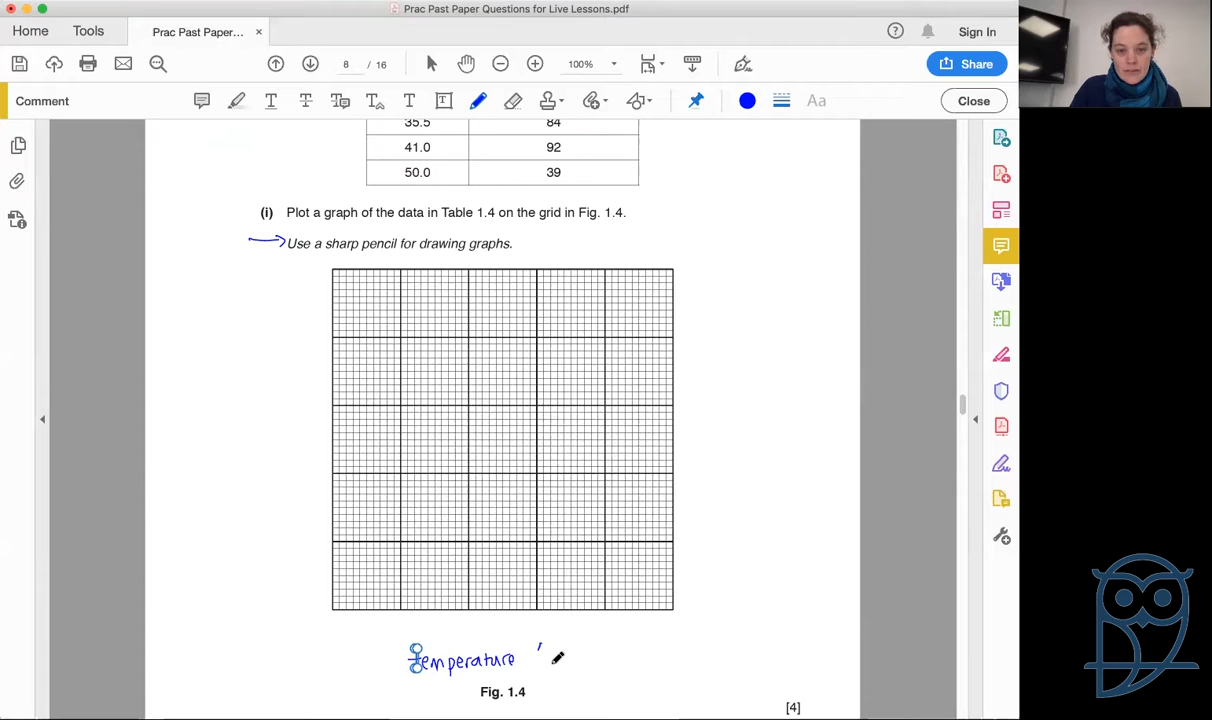 Prac Past Paper Questions for Live Lessons.pdf
Home Tools Prac Past Paper... × Sign In
8 / 16 100% Share
Comment Aa Close
35.5 84
41.0 92
50.0 39
(i) Plot a graph of the data in Table 1.4 on the grid in Fig. 1.4.
Use a sharp pencil for drawing graphs.
temperature
Fig. 1.4
[4]